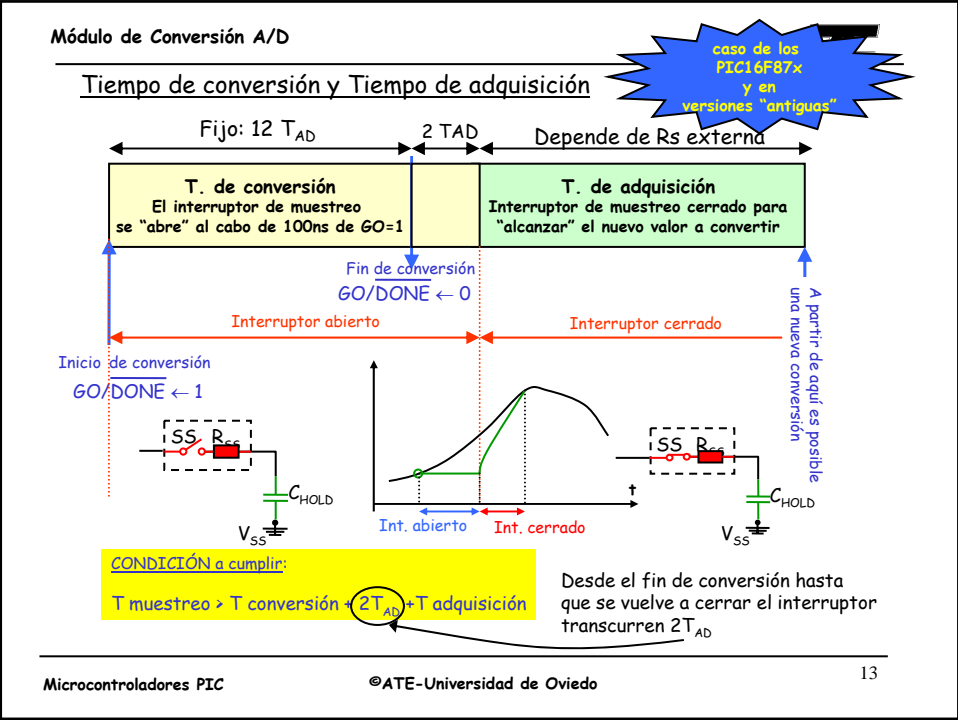 Módulo de Conversión A/D
caso de los
PIC16F87x
y en
versiones “antiguas”
Tiempo de conversión y Tiempo de adquisición
Fijo: 12 TAD
2 TAD
Depende de Rs externa
T. de conversión
El interruptor de muestreo
se “abre” al cabo de 100ns de GO=1
T. de adquisición
Interruptor de muestreo cerrado para
“alcanzar” el nuevo valor a convertir
Fin de conversión
GO/DONE ← 0
Interruptor abierto
Interruptor cerrado
A partir de aquí es posible
una nueva conversión
Inicio de conversión
GO/DONE ← 1
SS RSS
CHOLD
VSS
t
Int. abierto
Int. cerrado
SS RSS
CHOLD
VSS
CONDICIÓN a cumplir:
T muestreo > T conversión + 2TAD +T adquisición
Desde el fin de conversión hasta
que se vuelve a cerrar el interruptor
transcurren 2TAD
Microcontroladores PIC
©ATE-Universidad de Oviedo
13